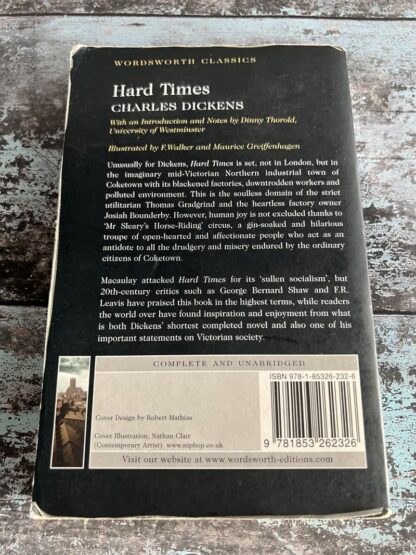 WORDSWORTH CLASSICS
Hard Times
CHARLES DICKENS
With an Introduction and Notes by Dinny Thorold,
University of Westminster
Illustrated by F.Walker and Maurice Greiffenhagen
Unusually for Dickens, Hard Times is set, not in London, but in
the imaginary mid-Victorian Northern industrial town of
Coketown with its blackened factories, downtrodden workers and
polluted environment. This is the soulless domain of the strict
utilitarian Thomas Gradgrind and the heartless factory owner
Josiah Bounderby. However, human joy is not excluded thanks to
'Mr Sleary's Horse-Riding' circus, a gin-soaked and hilarious
troupe of open-hearted and affectionate people who act as an
antidote to all the drudgery and misery endured by the ordinary
citizens of Coketown.
Macaulay attacked Hard Times for its 'sullen socialism', but
20th-century critics such as George Bernard Shaw and F.R.
Leavis have praised this book in the highest terms, while readers
the world over have found inspiration and enjoyment from what
is both Dickens' shortest completed novel and also one of his
important statements on Victorian society.
COMPLETE AND UNABRIDGED
ISBN 978-1-85326-232-6
Cover Design by Robert Mathias
Cover Illustration, Nathan Clair
(Contemporary Artist) www.niphop.co.uk
9 781853 262326
Visit our website at www.wordsworth-editions.com